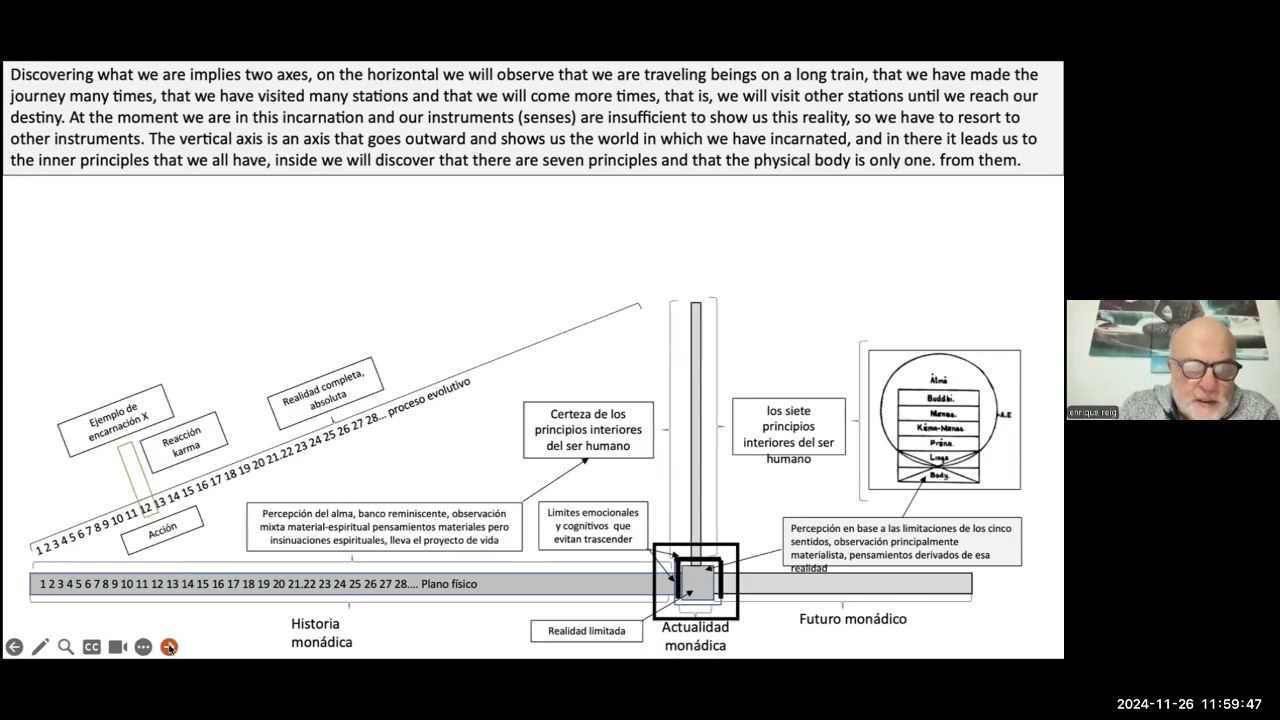 Discovering what we are implies two axes, on the horizontal we will observe that we are traveling beings on a long train, that we have made the
journey many times, that we have visited many stations and that we will come more times, that is, we will visit other stations until we reach our
destiny. At the moment we are in this incarnation and our instruments (senses) are insufficient to show us this reality, so we have to resort to
other instruments. The vertical axis is an axis that goes outward and shows us the world in which we have incarnated, and in there it leads us to
the inner principles that we all have, inside we will discover that there are seven principles and that the physical body is only one. from them.
Ejemplo de
encarnación X
Reacción
karma
Realidad completa,
absoluta
1 2 3 4 5 6 7 8 9 10 11 12 13 14 15 16 17 18 19 20 21.22 23 24 25 26 27 28... proceso evolutivo
Acción
Certeza de los
principios interiores
del ser humano
los siete
principios
interiores del ser
humano
Alma
Buddhi.
Manas.
Kâma-Manas.
Prâna.
Linga
Body.
A.E
Percepción del alma, banco reminiscente, observación
mixta material-espiritual pensamientos materiales pero
insinuaciones espirituales, lleva el proyecto de vida
Limites emocionales
y cognitivos que
evitan trascender
Percepción en base a las limitaciones de los cinco
sentidos, observación principalmente
materialista, pensamientos derivados de esa
realidad
1 2 3 4 5 6 7 8 9 10 11 12 13 14 15 16 17 18 19 20 21.22 23 24 25 26 27 28.... Plano físico
Historia
monádica
Realidad limitada
Actualidad
monádica
Futuro monádico
CC
enrique reig
2024-11-26 11:59:47